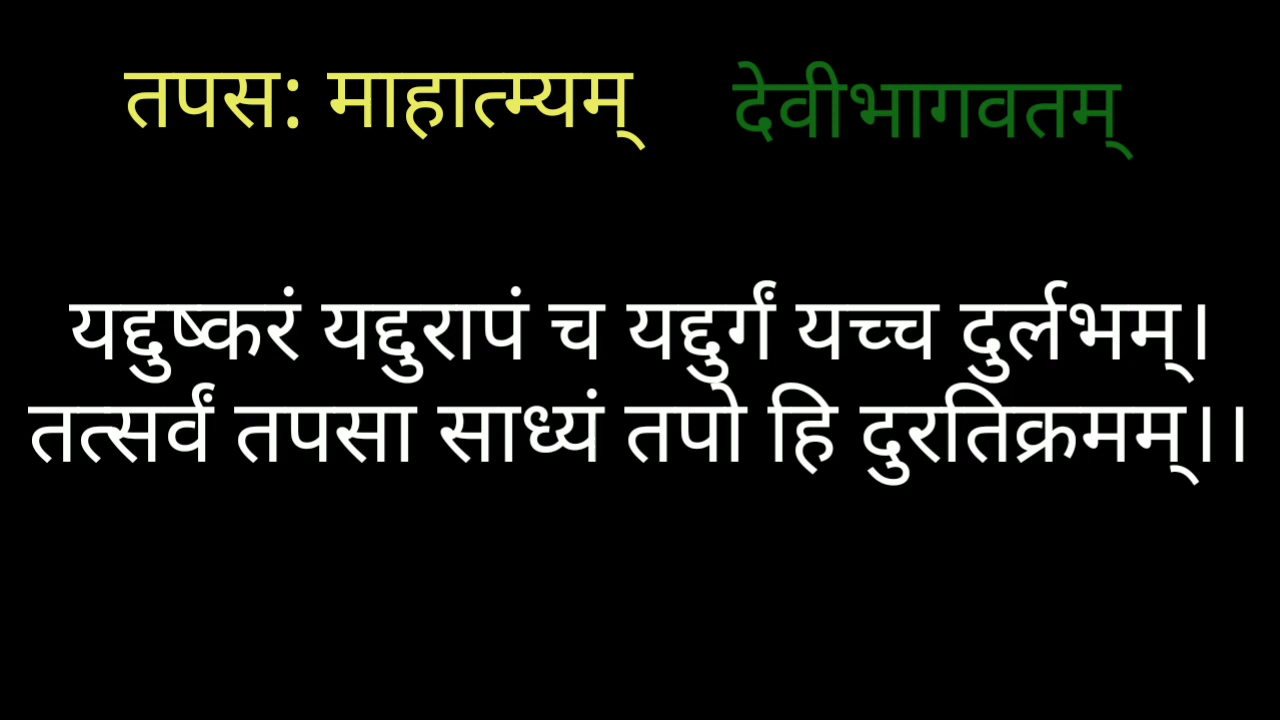 तपस: माहात्म्यम् देवीभागवतम्
यद्दुष्करं यद्दुरापं च यद्दुर्गं यच्च दुर्लभम्।
तत्सर्वं तपसा साध्यं तपो हि दुरतिक्रमम्।।